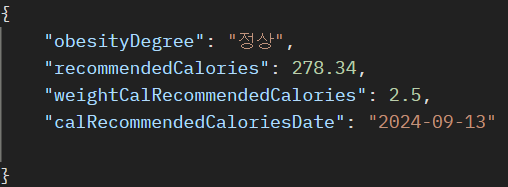 {
"obesityDegree": "정상",
"recommendedCalories": 278.34,
"weightCalRecommendedCalories": 2.5,
"calRecommendedCaloriesDate": "2024-09-13"
}